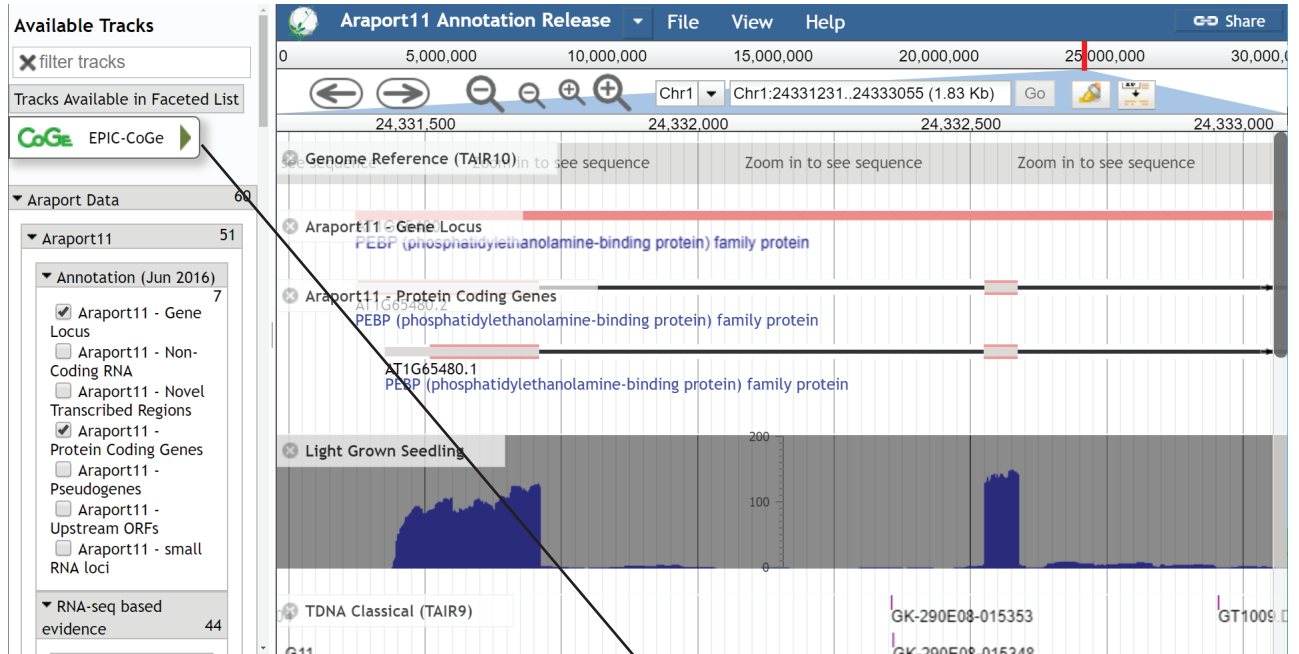 Available Tracks
filter tracks
Tracks Available in Faceted List
CoGe EPIC-CoGe
Araport Data 60
Araport11 51
Annotation (Jun 2016)
7
Araport11 - Gene
Locus
Araport11 - Non-
Coding RNA
Araport11 - Novel
Transcribed Regions
Araport11 -
Protein Coding Genes
Araport11 -
Pseudogenes
Araport11 -
Upstream ORFs
Araport11 - small
RNA loci
RNA-seq based
evidence 44
Araport11 Annotation Release File View Help Share
0 5,000,000 10,000,000 15,000,000 20,000,000 25,000,000 30,000,
Chr1 Chr1:24331231..24333055 (1.83 Kb) Go
24,331,500 24,332,000 24,332,500 24,333,000
Genome Reference (TAIR10) in to see sequence Zoom in to see sequence Zoom in to see sequence
Araport11 - Gene Locus
PEBP (phosphatidylethanolamine-binding protein) family protein
Araport11 - Protein Coding Genes
AT1G65480.2
PEBP (phosphatidylethanolamine-binding protein) family protein
AT1G65480.1
PEBP (phosphatidylethanolamine-binding protein) family protein
Light Grown Seedling
200
100
0
TDNA Classical (TAIR9)
GK-290E08-015353 GT1009.
G11 GK-290E08-015348